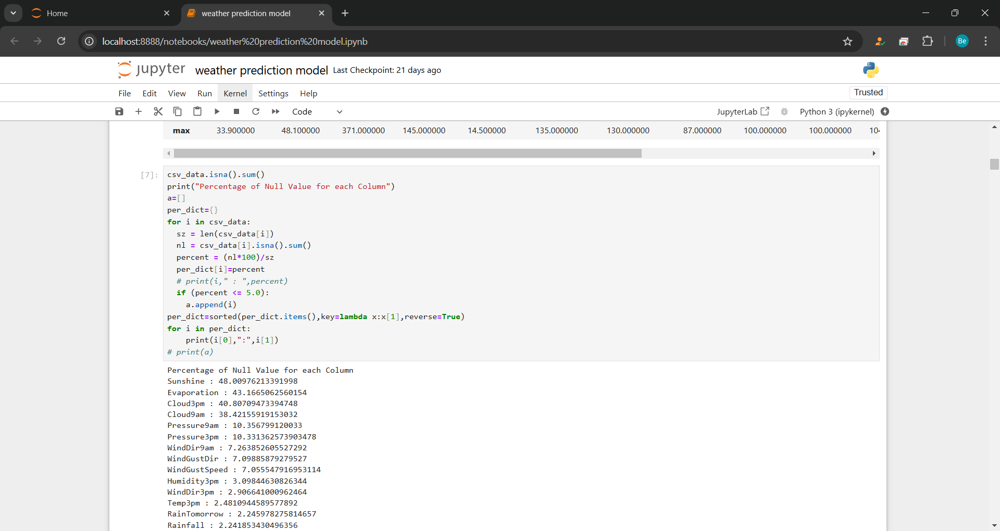 Home
weather prediction model
localhost:8888/notebooks/weather%20prediction%20model.ipynb
Be
jupyter weather prediction model Last Checkpoint: 21 days ago
File Edit View Run Kernel Settings Help
Trusted
Code
JupyterLab
Python 3 (ipykernel)
max 33.900000 48.100000 371.000000 145.000000 14.500000 135.000000 130.000000 87.000000 100.000000 100.000000 104
[7]:
csv_data.isna().sum()
print("Percentage of Null Value for each Column")
a=[]
per_dict={}
for i in csv_data:
  sz = len(csv_data[i])
  nl = csv_data[i].isna().sum()
  percent = (nl*100)/sz
  per_dict[i]=percent
  # print(i," : ",percent)
  if (percent <= 5.0):
    a.append(i)
per_dict=sorted(per_dict.items(),key=lambda x:x[1],reverse=True)
for i in per_dict:
    print(i[0],":",i[1])
# print(a)
Percentage of Null Value for each Column
Sunshine : 48.00976213391998
Evaporation : 43.1665062560154
Cloud3pm : 40.80709473394748
Cloud9am : 38.42155919153032
Pressure9am : 10.356799120033
Pressure3pm : 10.331362573903478
WindDir9am : 7.263852605527292
WindGustDir : 7.09885879279527
WindGustSpeed : 7.055547916953114
Humidity3pm : 3.09844630826344
WindDir3pm : 2.906641000962464
Temp3pm : 2.4810944589577892
RainTomorrow : 2.245978275814657
Rainfall : 2.241853430496356